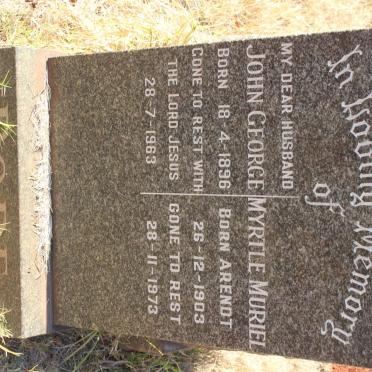 In Loving Memory
of
MY DEAR HUSBAND
JOHN GEORGE
BORN 18-4-1896
GONE TO REST WITH
THE LORD JESUS
28-7-1963
MYRTLE MURIEL
BORN ARENDT
26-12-1903
GONE TO REST
28-11-1973